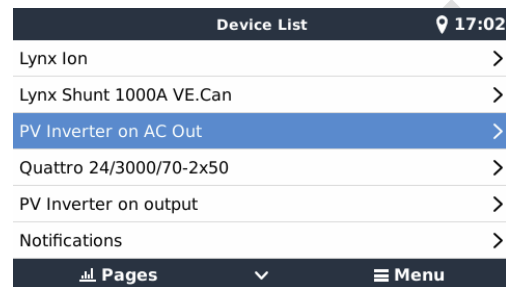 Device List 17:02
Lynx Ion
Lynx Shunt 1000A VE.Can
PV Inverter on AC Out
Quattro 24/3000/70-2x50
PV Inverter on output
Notifications
Pages Menu